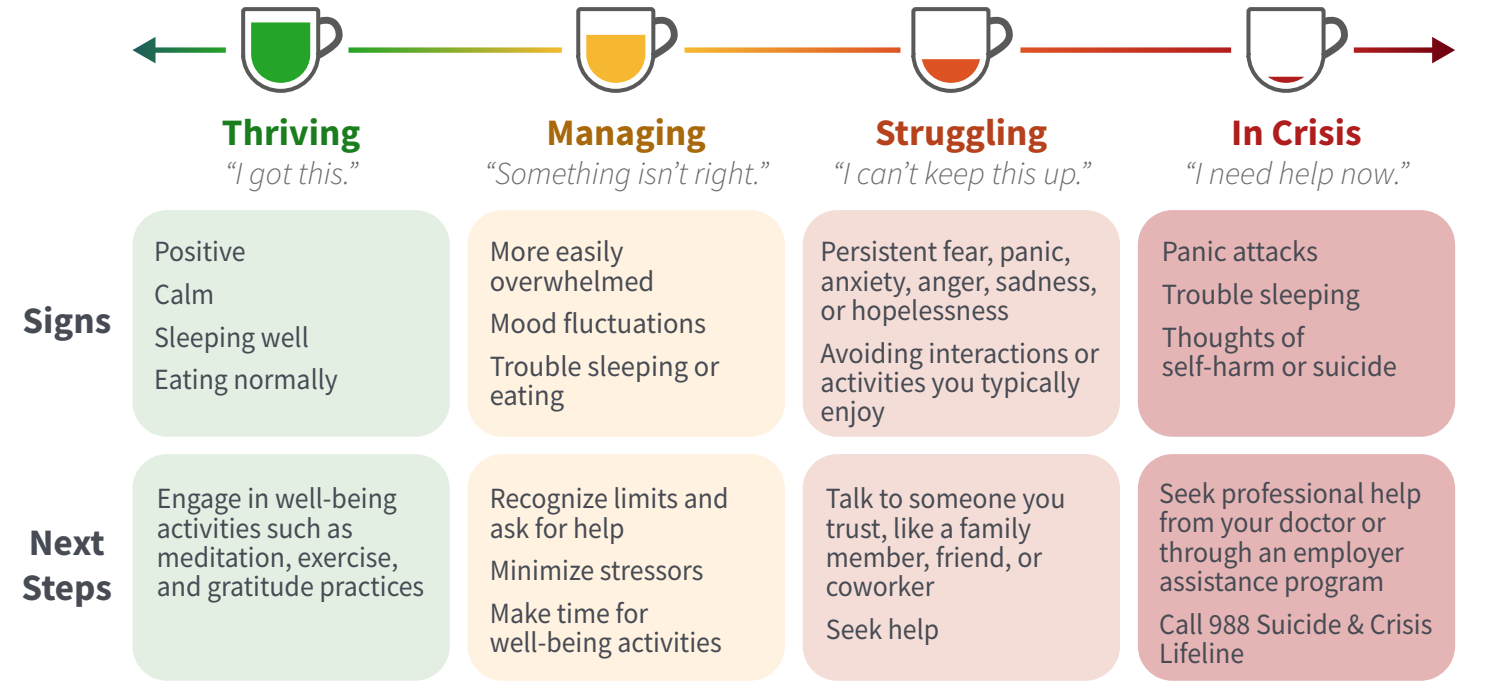 Thriving
“I got this.”
Managing
“Something isn’t right.”
Struggling
“I can’t keep this up.”
In Crisis
“I need help now.”
Signs
Positive
Calm
Sleeping well
Eating normally
More easily
overwhelmed
Mood fluctuations
Trouble sleeping or
eating
Persistent fear, panic,
anxiety, anger, sadness,
or hopelessness
Avoiding interactions or
activities you typically
enjoy
Panic attacks
Trouble sleeping
Thoughts of
self-harm or suicide
Next
Steps
Engage in well-being
activities such as
meditation, exercise,
and gratitude practices
Recognize limits and
ask for help
Minimize stressors
Make time for
well-being activities
Talk to someone you
trust, like a family
member, friend, or
coworker
Seek help
Seek professional help
from your doctor or
through an employer
assistance program
Call 988 Suicide & Crisis
Lifeline